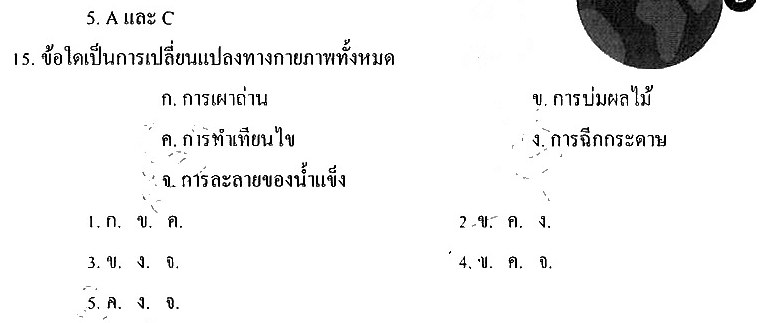 5. A และ C
15. ข้อใดเป็นการเปลี่ยนแปลงทางกายภาพทั้งหมด
ก. การเผาถ่าน ข. การบ่มผลไม้
ค. การทำเทียนไข ง. การฉีกกระดาษ
จ. การละลายของน้ำแข็ง
1. ก. ข. ค. 2. ข. ค. ง.
3. ข. ง. จ. 4. ข. ค. จ.
5. ค. ง. จ.